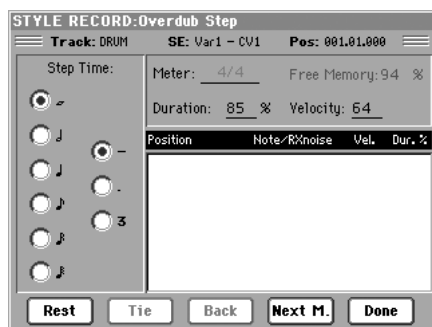 STYLE RECORD:Overdub Step
Track: DRUM SE: Var1 - CV1 Pos: 001.01.000
Step Time:
Meter: 4/4 Free Memory:94 %
Duration: 85 % Velocity: 64
Position Note/RXnoise Vel. Dur.%
-
.
3
Rest Tie Back Next M. Done